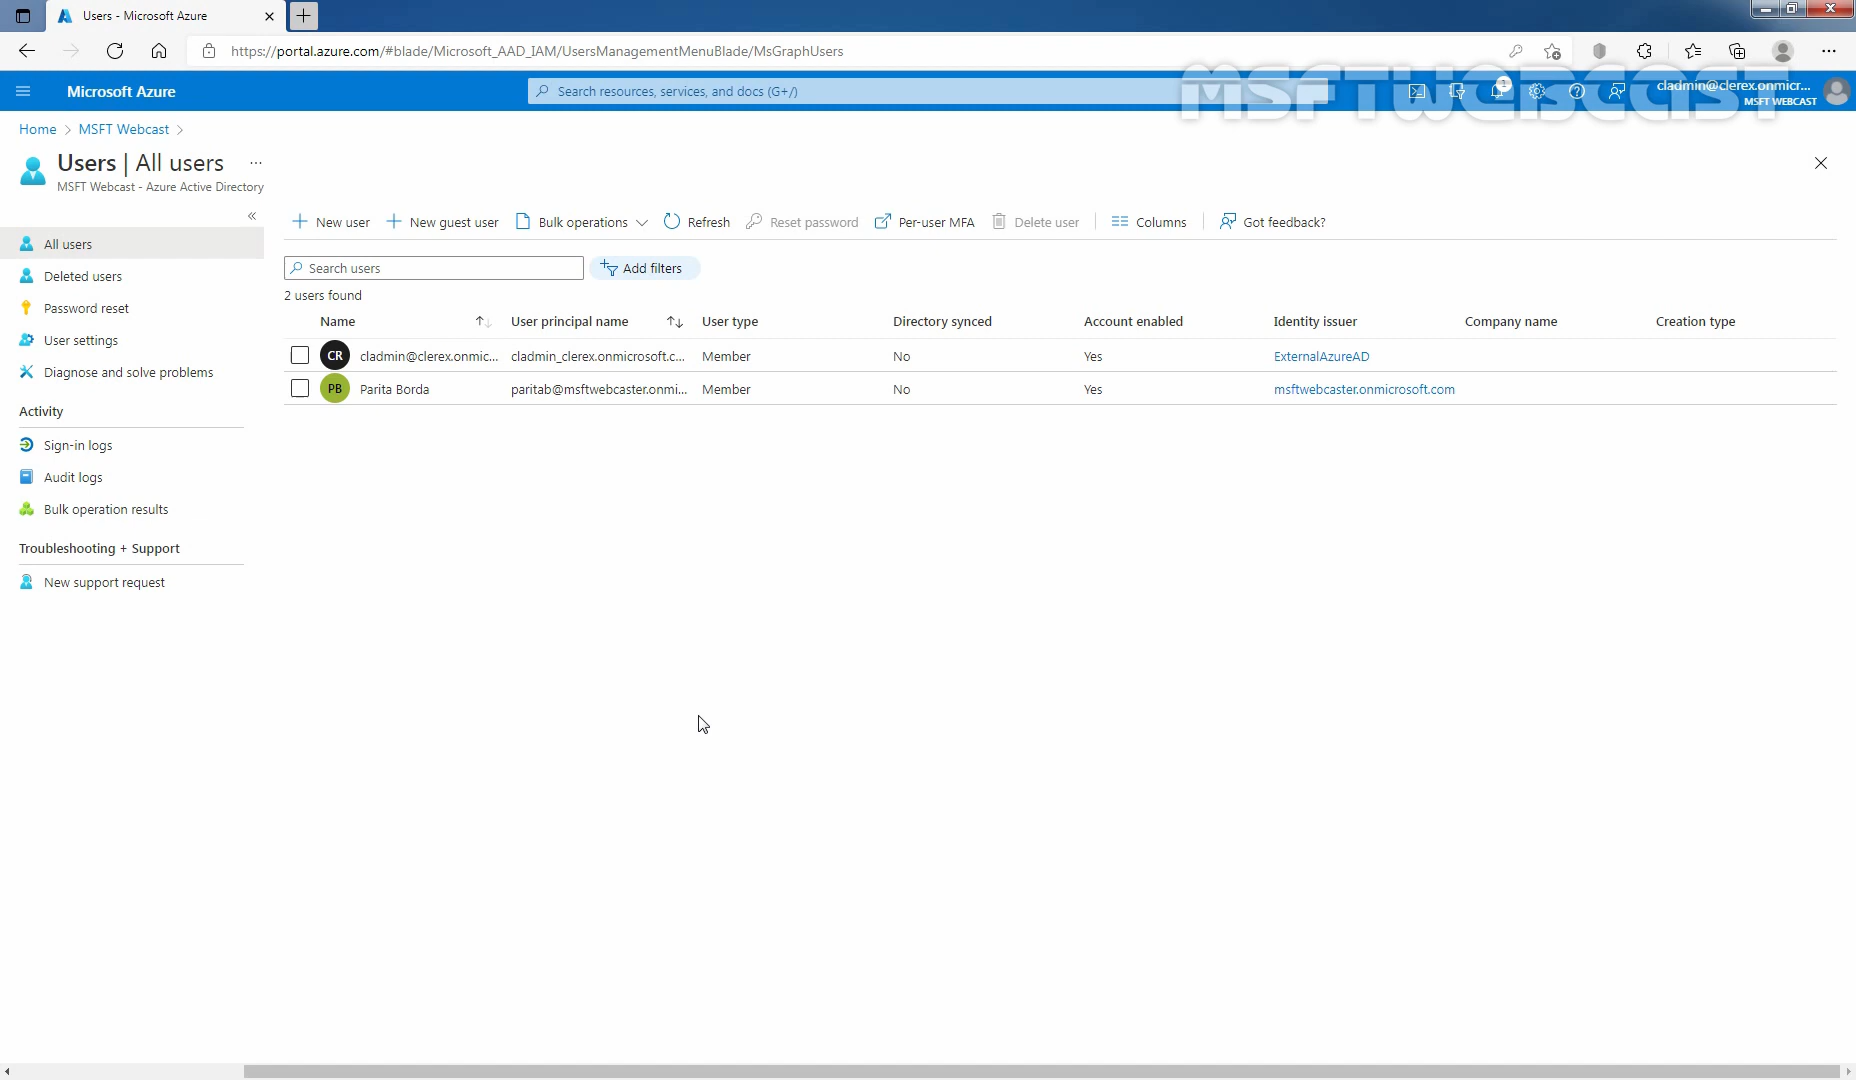 Users - Microsoft Azure
https://portal.azure.com/#blade/Microsoft_AAD_IAM/UsersManagementMenuBlade/MsGraphUsers
Microsoft Azure
Search resources, services, and docs (G+/)
MSFTWEBCAST
1
cladmin@clerex.onmicr...
MSFT WEBCAST
Home > MSFT Webcast >
Users | All users ...
MSFT Webcast - Azure Active Directory
«
New user
New guest user
Bulk operations
Refresh
Reset password
Per-user MFA
Delete user
Columns
Got feedback?
All users
Deleted users
Password reset
User settings
Diagnose and solve problems
Activity
Sign-in logs
Audit logs
Bulk operation results
Troubleshooting + Support
New support request
Search users
Add filters
2 users found
Name User principal name User type Directory synced Account enabled Identity issuer Company name Creation type
CR cladmin@clerex.onmic... cladmin_clerex.onmicrosoft.c... Member No Yes ExternalAzureAD
PB Parita Borda paritab@msftwebcaster.onmi... Member No Yes msftwebcaster.onmicrosoft.com